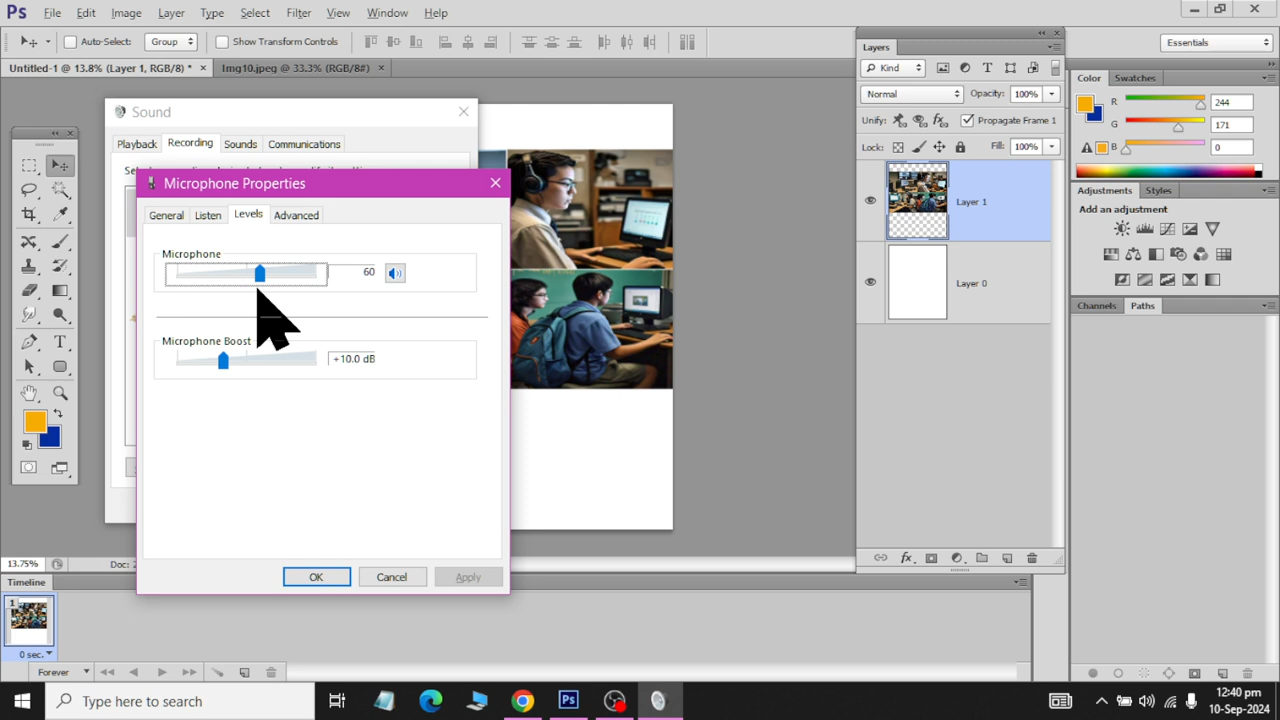 Ps File Edit Image Layer Type Select Filter View Window Help
Auto-Select: Group Show Transform Controls Essentials
Untitled-1 @ 13.8% (Layer 1, RGB/8) * × Img10.jpeg @ 33.3% (RGB/8#) ×
Layers
Kind
Normal Opacity: 100%
Unify: Propagate Frame 1
Lock: Fill: 100%
Layer 1
Layer 0
Color Swatches
R 244
G 171
B 0
Adjustments Styles
Add an adjustment
Channels Paths
Sound
Playback Recording Sounds Communications
Microphone Properties
General Listen Levels Advanced
Microphone
60
Microphone Boost
+10.0 dB
OK Cancel Apply
13.75% Doc:
Timeline
1
0 sec.
Forever
Type here to search
Ps
12:40 pm
10-Sep-2024